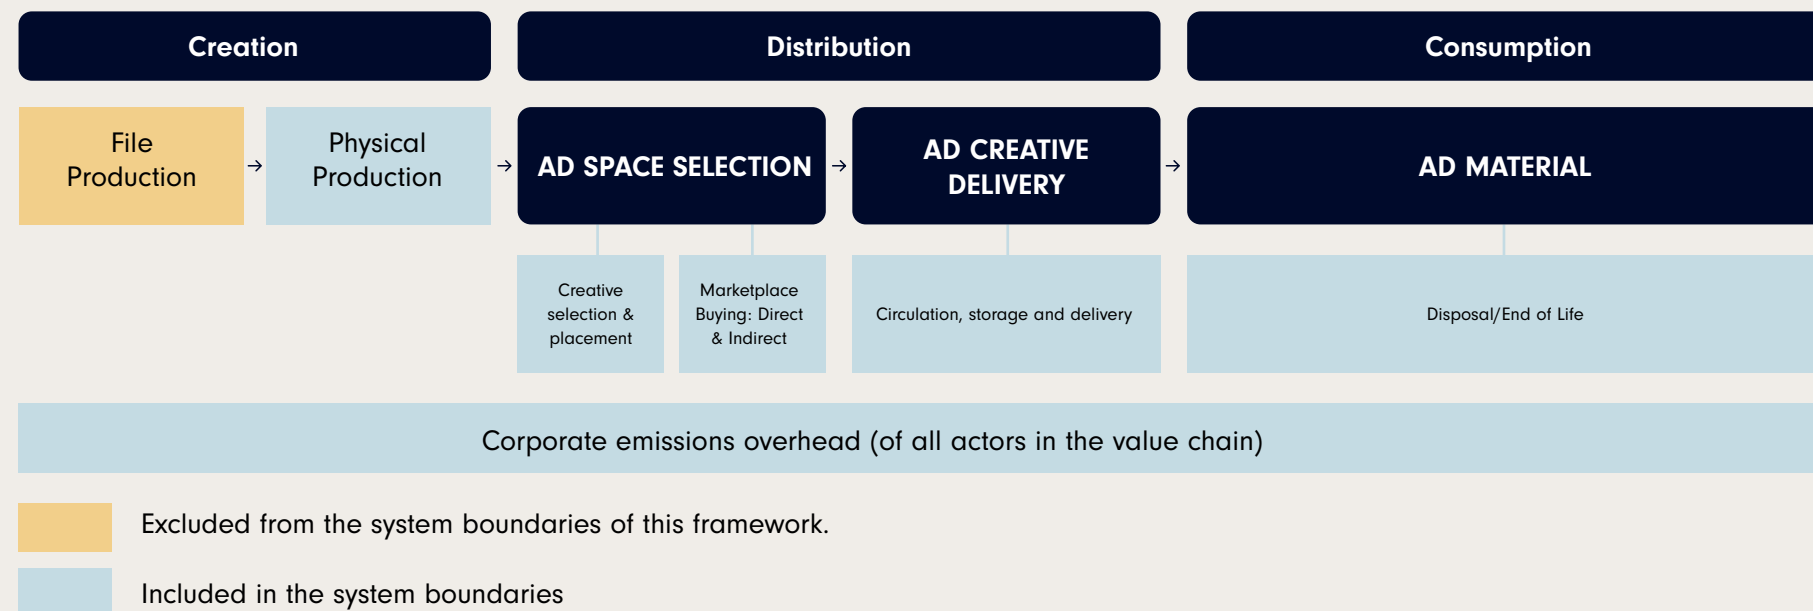 Creation
Distribution
Consumption
File
Production
→
Physical
Production
→
AD SPACE SELECTION
→
AD CREATIVE
DELIVERY
→
AD MATERIAL
Creative
selection &
placement
Marketplace
Buying: Direct
& Indirect
Circulation, storage and delivery
Disposal/End of Life
Corporate emissions overhead (of all actors in the value chain)
Excluded from the system boundaries of this framework.
Included in the system boundaries